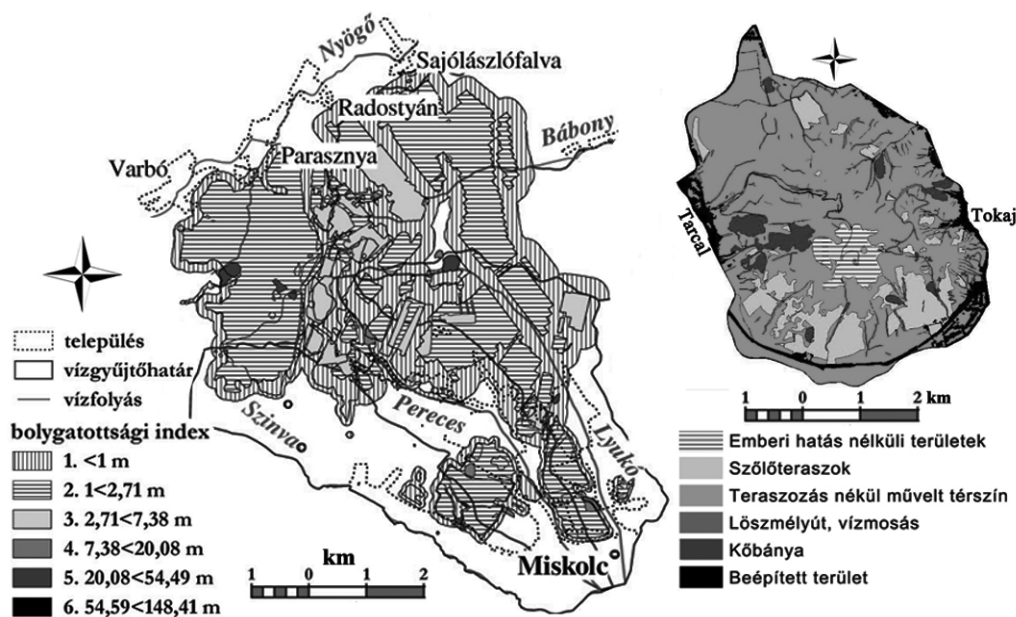 Nyögő
Sajólászlófalva
Radostyán
Bábony
Parasznya
Varbó
település
vízgyűjtőhatár
vízfolyás
bolygatottsági index
1. <1 m
2. 1<2,71 m
3. 2,71<7,38 m
4. 7,38<20,08 m
5. 20,08<54,49 m
6. 54,59<148,41 m
Szinva
Pereces
Lyukó
Miskolc
km
1 0 1 2
Tarcal
Tokaj
1 0 1 2 km
Emberi hatás nélküli területek
Szőlőteraszok
Teraszozás nékül művelt térszín
Löszmélyút, vízmosás
Kőbánya
Beépített terület